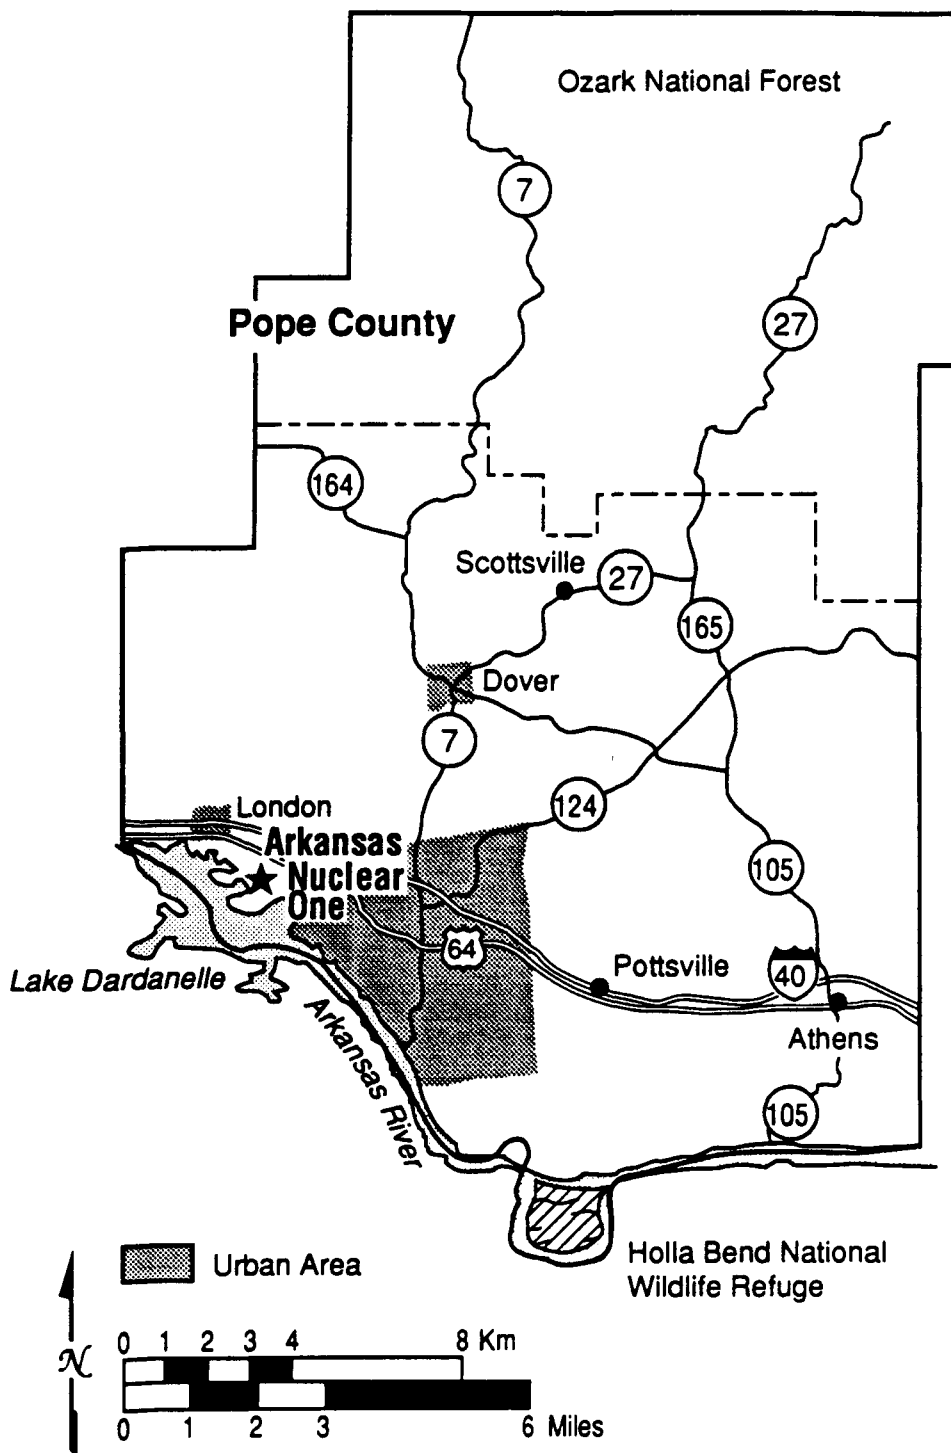 Ozark National Forest
7
27
Pope County
164
Scottsville
27
165
Dover
7
124
London
Arkansas
Nuclear
One
105
64
Pottsville
40
Lake Dardanelle
Athens
Arkansas River
105
Holla Bend National
Wildlife Refuge
Urban Area
N
0 1 2 3 4 8 Km
0 1 2 3 6 Miles